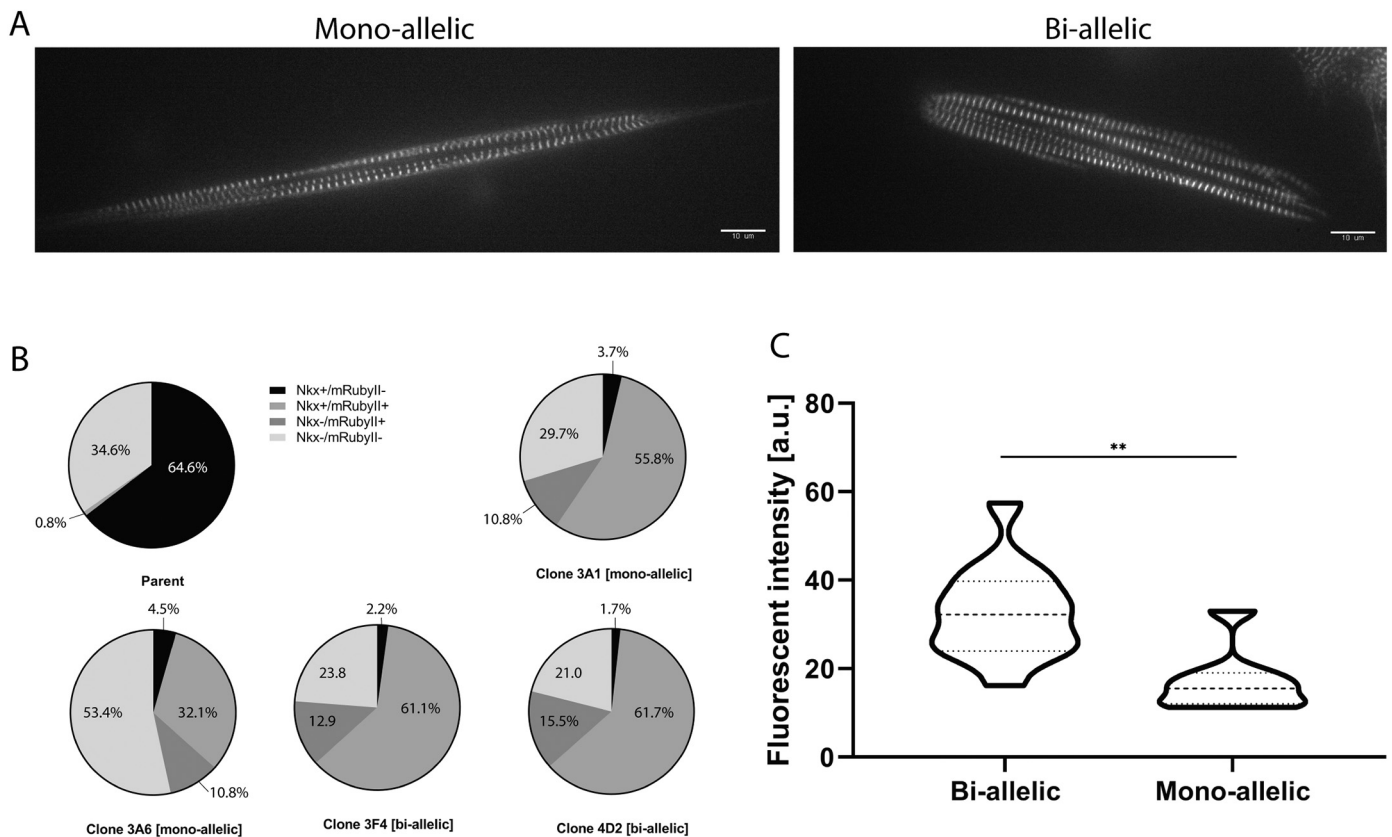 A
Mono-allelic
Bi-allelic
10 um
10 um
B
Nkx+/mRubyII-
Nkx+/mRubyII+
Nkx-/mRubyII+
Nkx-/mRubyII-
34.6%
64.6%
0.8%
Parent
3.7%
29.7%
55.8%
10.8%
Clone 3A1 [mono-allelic]
4.5%
53.4%
32.1%
10.8%
Clone 3A6 [mono-allelic]
2.2%
23.8
12.9
61.1%
Clone 3F4 [bi-allelic]
1.7%
21.0
15.5%
61.7%
Clone 4D2 [bi-allelic]
C
Fluorescent intensity [a.u.]
80
60
40
20
0
**
Bi-allelic
Mono-allelic